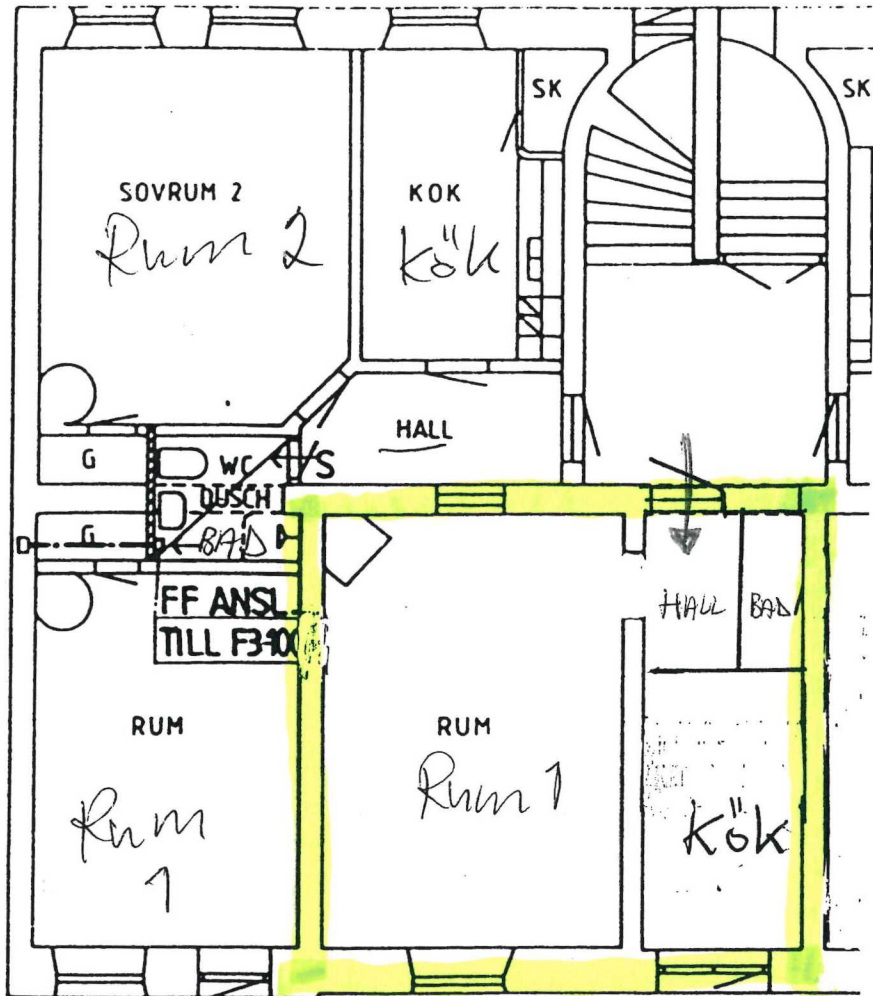 SK
SK
SOVRUM 2
Rum 2
KOK
Kök
HALL
G
WC
S
DUSCH
G
BAD
FF ANSL
TILL F3-100
HALL
BAD
RUM
Rum
1
RUM
Rum 1
Kök